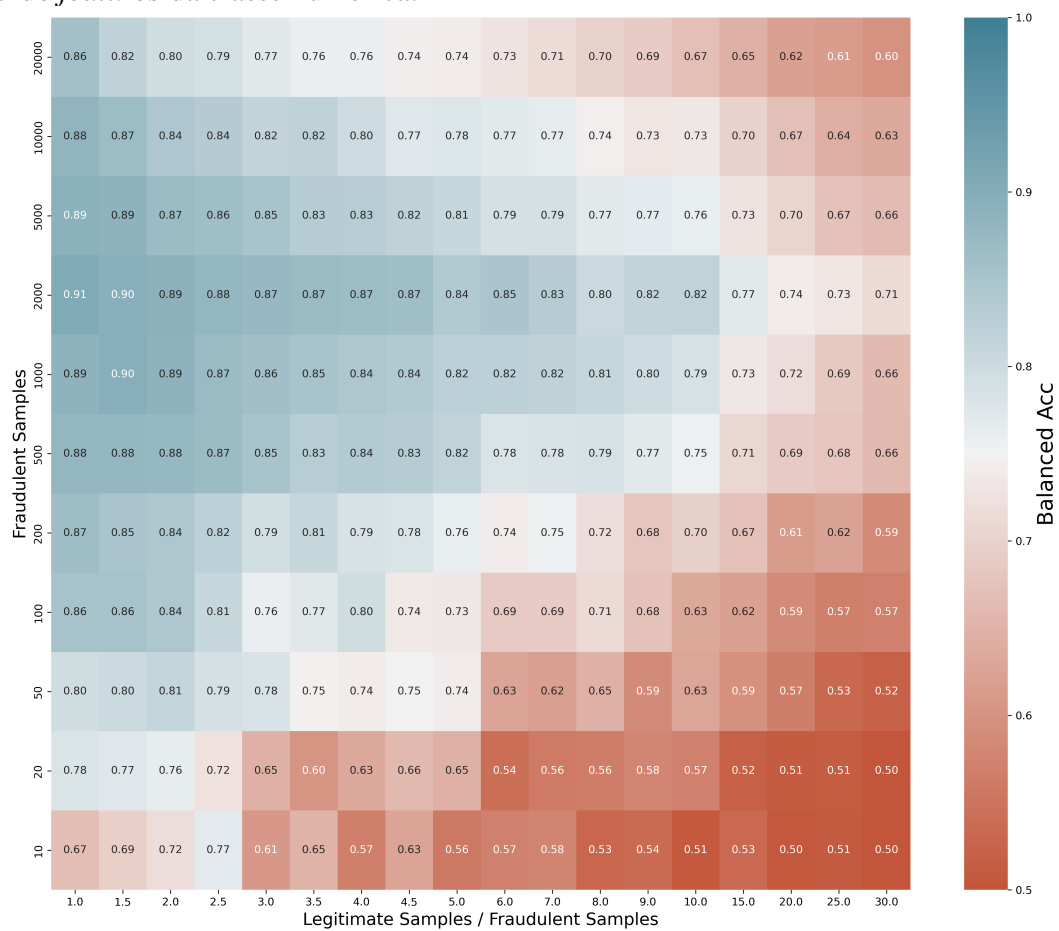 20000 0.86 0.82 0.80 0.79 0.77 0.76 0.76 0.74 0.74 0.73 0.71 0.70 0.69 0.67 0.65 0.62 0.61 0.60
10000 0.88 0.87 0.84 0.84 0.82 0.82 0.80 0.77 0.78 0.77 0.77 0.74 0.73 0.73 0.70 0.67 0.64 0.63
5000 0.89 0.89 0.87 0.86 0.85 0.83 0.83 0.82 0.81 0.79 0.79 0.77 0.77 0.76 0.73 0.70 0.67 0.66
2000 0.91 0.90 0.89 0.88 0.87 0.87 0.87 0.87 0.84 0.85 0.83 0.80 0.82 0.82 0.77 0.74 0.73 0.71
1000 0.89 0.90 0.89 0.87 0.86 0.85 0.84 0.84 0.82 0.82 0.82 0.81 0.80 0.79 0.73 0.72 0.69 0.66
500 0.88 0.88 0.88 0.87 0.85 0.83 0.84 0.83 0.82 0.78 0.78 0.79 0.77 0.75 0.71 0.69 0.68 0.66
200 0.87 0.85 0.84 0.82 0.79 0.81 0.79 0.78 0.76 0.74 0.75 0.72 0.68 0.70 0.67 0.61 0.62 0.59
100 0.86 0.86 0.84 0.81 0.76 0.77 0.80 0.74 0.73 0.69 0.69 0.71 0.68 0.63 0.62 0.59 0.57 0.57
50 0.80 0.80 0.81 0.79 0.78 0.75 0.74 0.75 0.74 0.63 0.62 0.65 0.59 0.63 0.59 0.57 0.53 0.52
20 0.78 0.77 0.76 0.72 0.65 0.60 0.63 0.66 0.65 0.54 0.56 0.56 0.58 0.57 0.52 0.51 0.51 0.50
10 0.67 0.69 0.72 0.77 0.61 0.65 0.57 0.63 0.56 0.57 0.58 0.53 0.54 0.51 0.53 0.50 0.51 0.50
1.0 1.5 2.0 2.5 3.0 3.5 4.0 4.5 5.0 6.0 7.0 8.0 9.0 10.0 15.0 20.0 25.0 30.0
Legitimate Samples / Fraudulent Samples
Fraudulent Samples
1.0
0.9
0.8
0.7
0.6
0.5
Balanced Acc